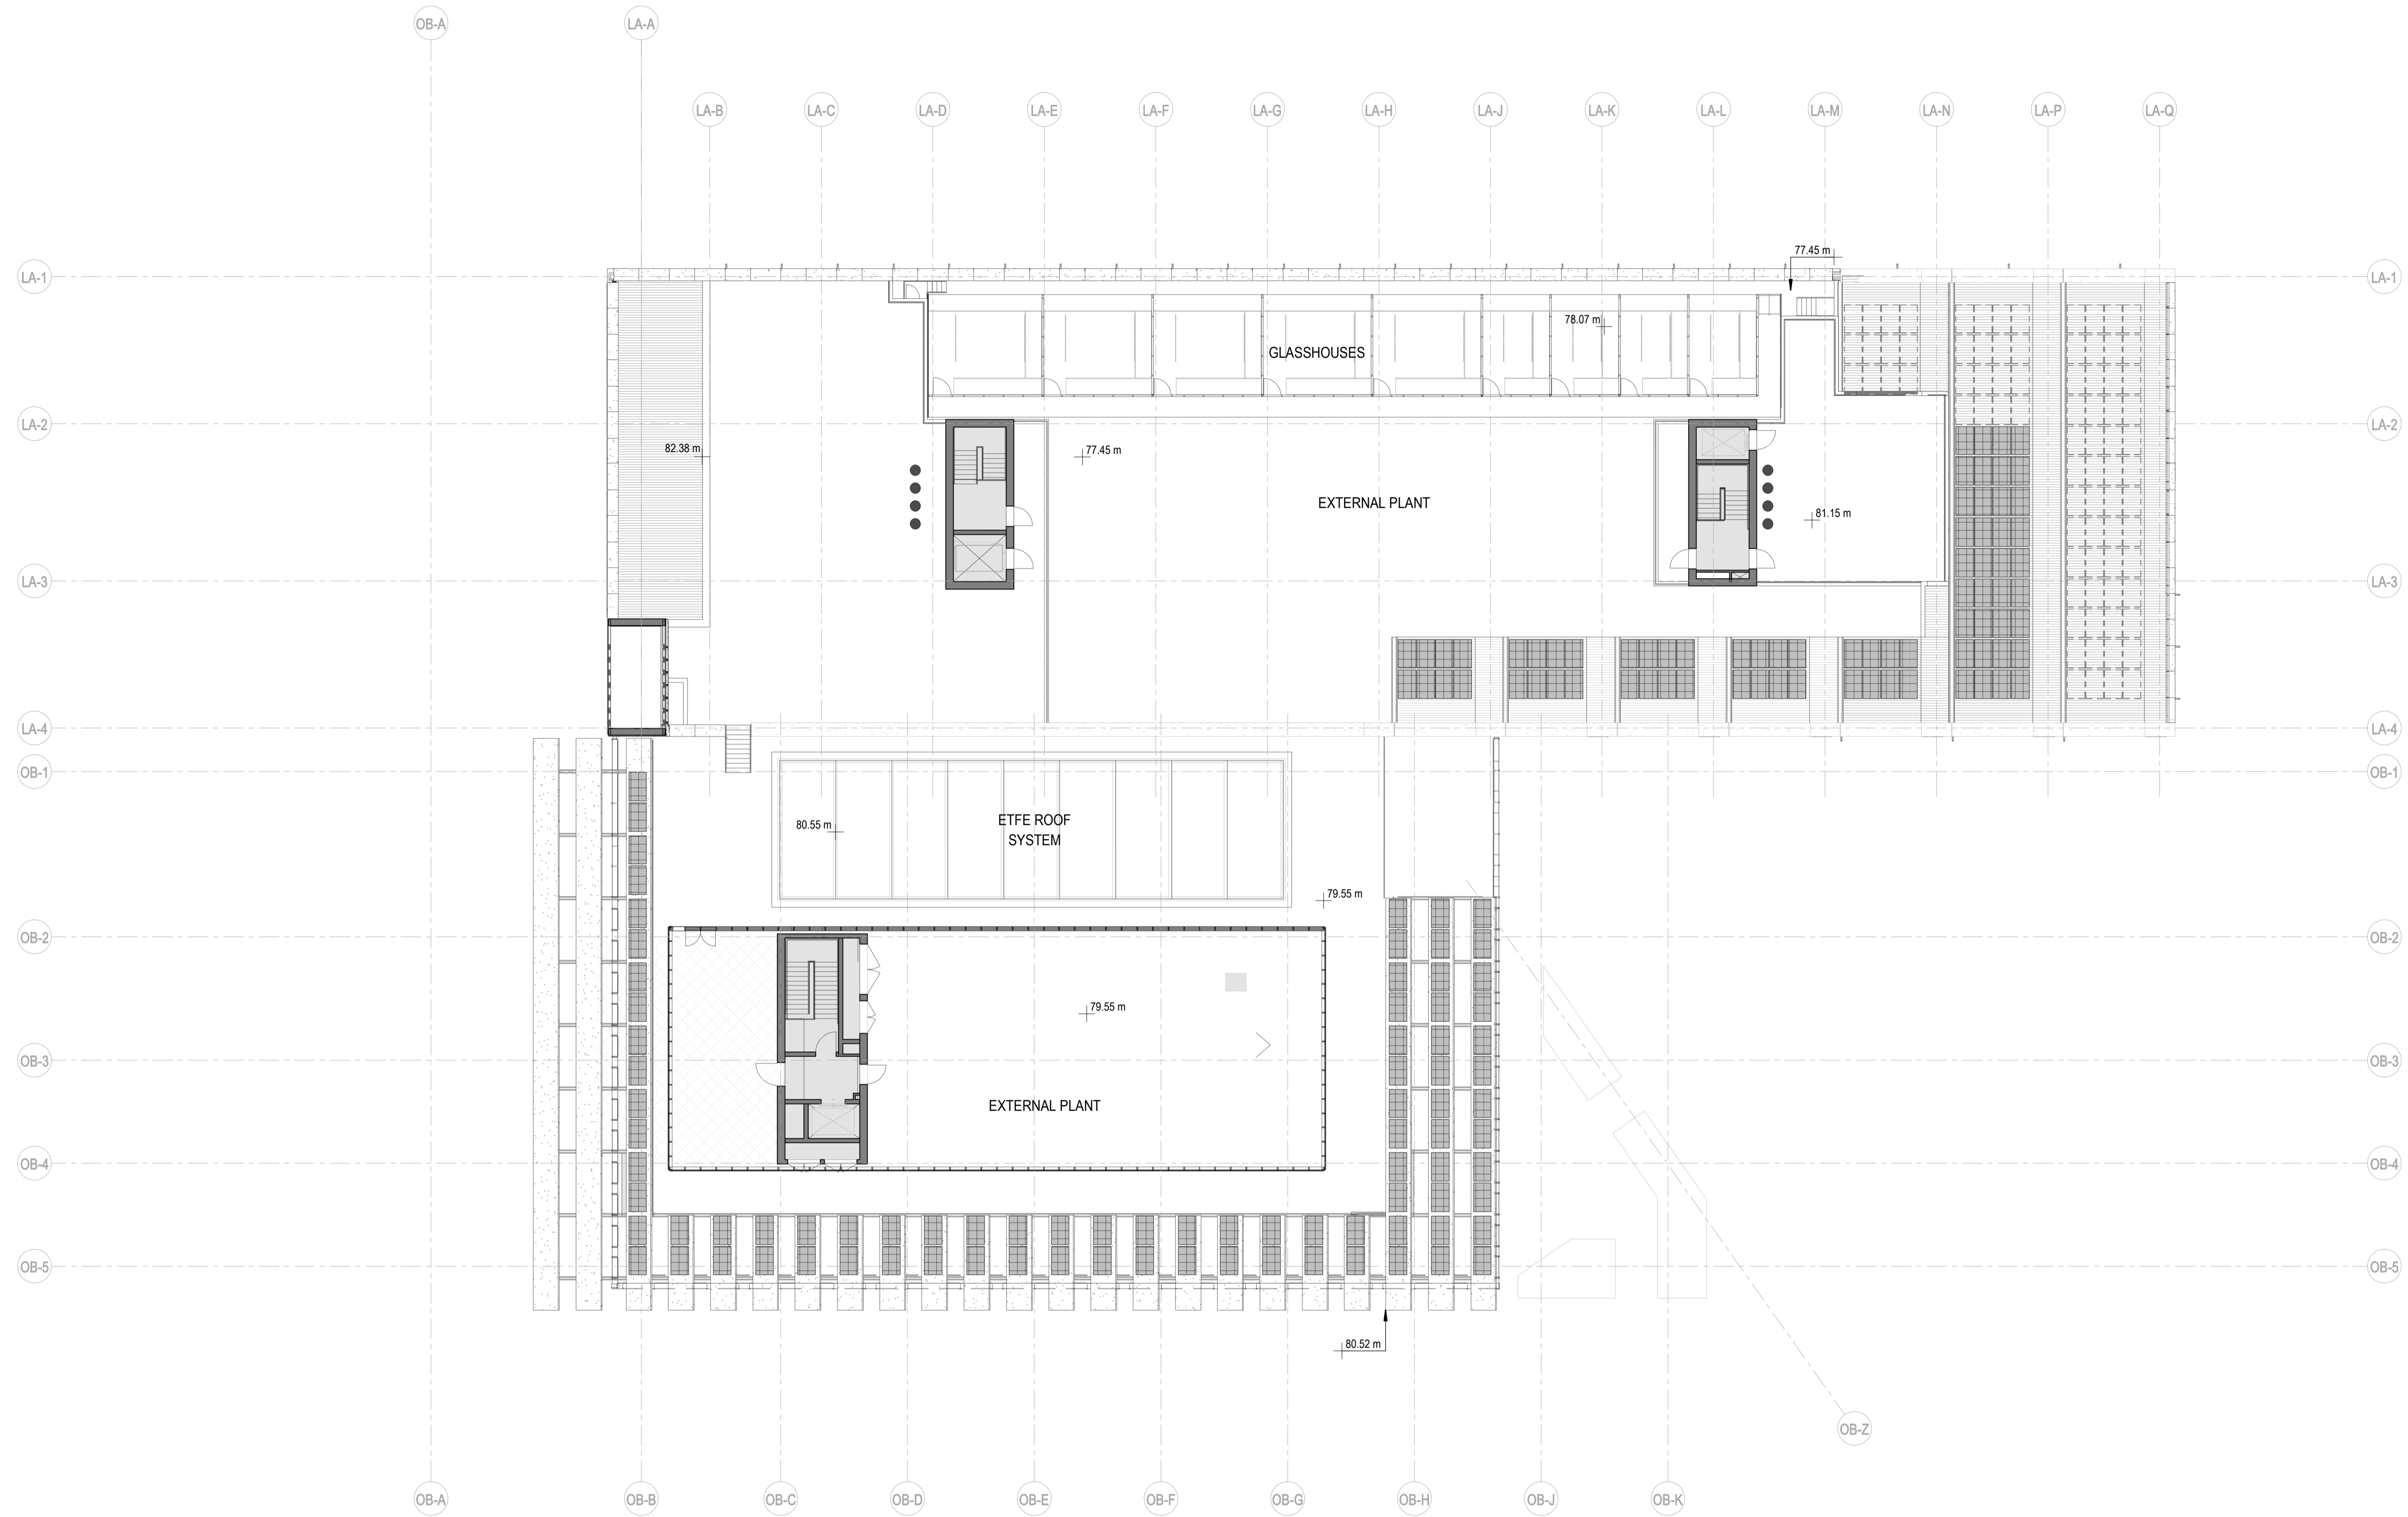 OB-A
LA-A
LA-B
LA-C
LA-D
LA-E
LA-F
LA-G
LA-H
LA-J
LA-K
LA-L
LA-M
LA-N
LA-P
LA-Q
77.45 m
LA-1
LA-1
78.07 m
GLASSHOUSES
LA-2
LA-2
82.38 m
77.45 m
EXTERNAL PLANT
81.15 m
LA-3
LA-3
LA-4
LA-4
OB-1
OB-1
ETFE ROOF
SYSTEM
80.55 m
79.55 m
OB-2
OB-2
79.55 m
OB-3
OB-3
EXTERNAL PLANT
OB-4
OB-4
OB-5
OB-5
80.52 m
OB-Z
OB-A
OB-B
OB-C
OB-D
OB-E
OB-F
OB-G
OB-H
OB-J
OB-K